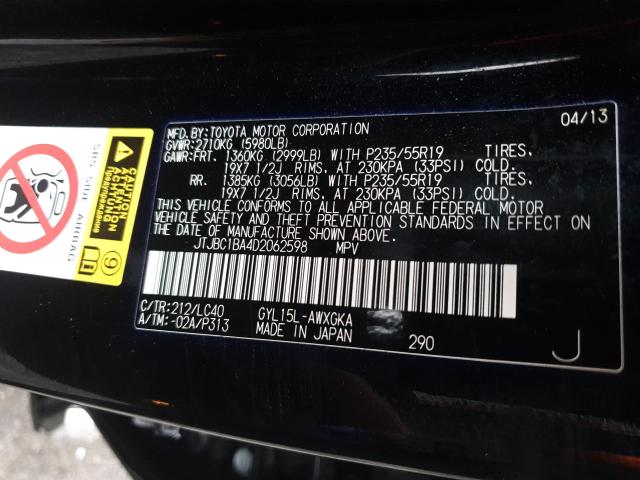 04/13
MFD.BY:TOYOTA MOTOR CORPORATION
GVWR:2710KG (5980LB)
GAWR:FRT. 1360KG (2999LB) WITH P235/55R19 TIRES.
19X7 1/2J RIMS. AT 230KPA (33PSI) COLD.
RR. 1385KG (3056LB) WITH P235/55R19 TIRES.
19X7 1/2J RIMS. AT 230KPA (33PSI) COLD.
THIS VEHICLE CONFORMS TO ALL APPLICABLE FEDERAL MOTOR
VEHICLE SAFETY AND THEFT PREVENTION STANDARDS IN EFFECT ON
THE DATE OF MANUFACTURE SHOWN ABOVE.
JTJBC1BA4D2062598 MPV
C/TR:212/LC40 GYL15L-AWXGKA
A/TM:-02A/P313 MADE IN JAPAN 290 J
SRS SIDE AIRBAG
CAUTION